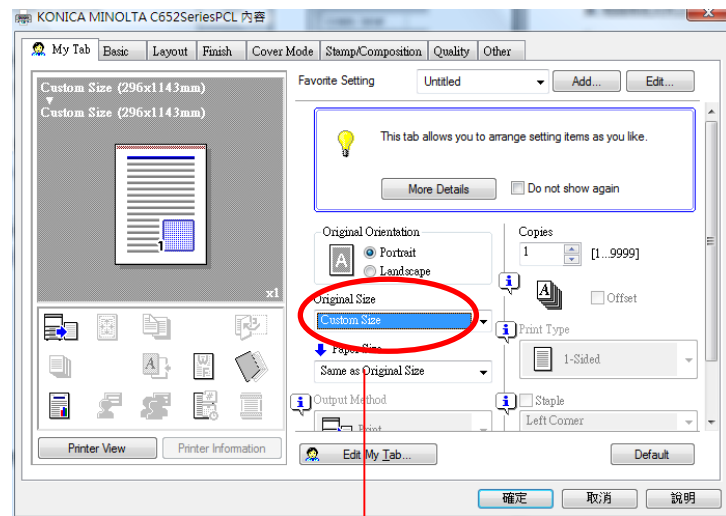 KONICA MINOLTA C652SeriesPCL 內容
My Tab Basic Layout Finish Cover Mode Stamp/Composition Quality Other
Custom Size (296x1143mm)
Custom Size (296x1143mm)
1
x1
Favorite Setting Untitled Add... Edit...
This tab allows you to arrange setting items as you like.
More Details Do not show again
Original Orientation
A Portrait
Landscape
Original Size
Custom Size
Paper Size
Same as Original Size
Output Method
Print
Copies
1 [1...9999]
A Offset
Print Type
1-Sided
Staple
Left Corner
Printer View Printer Information
Edit My Tab... Default
確定 取消 說明